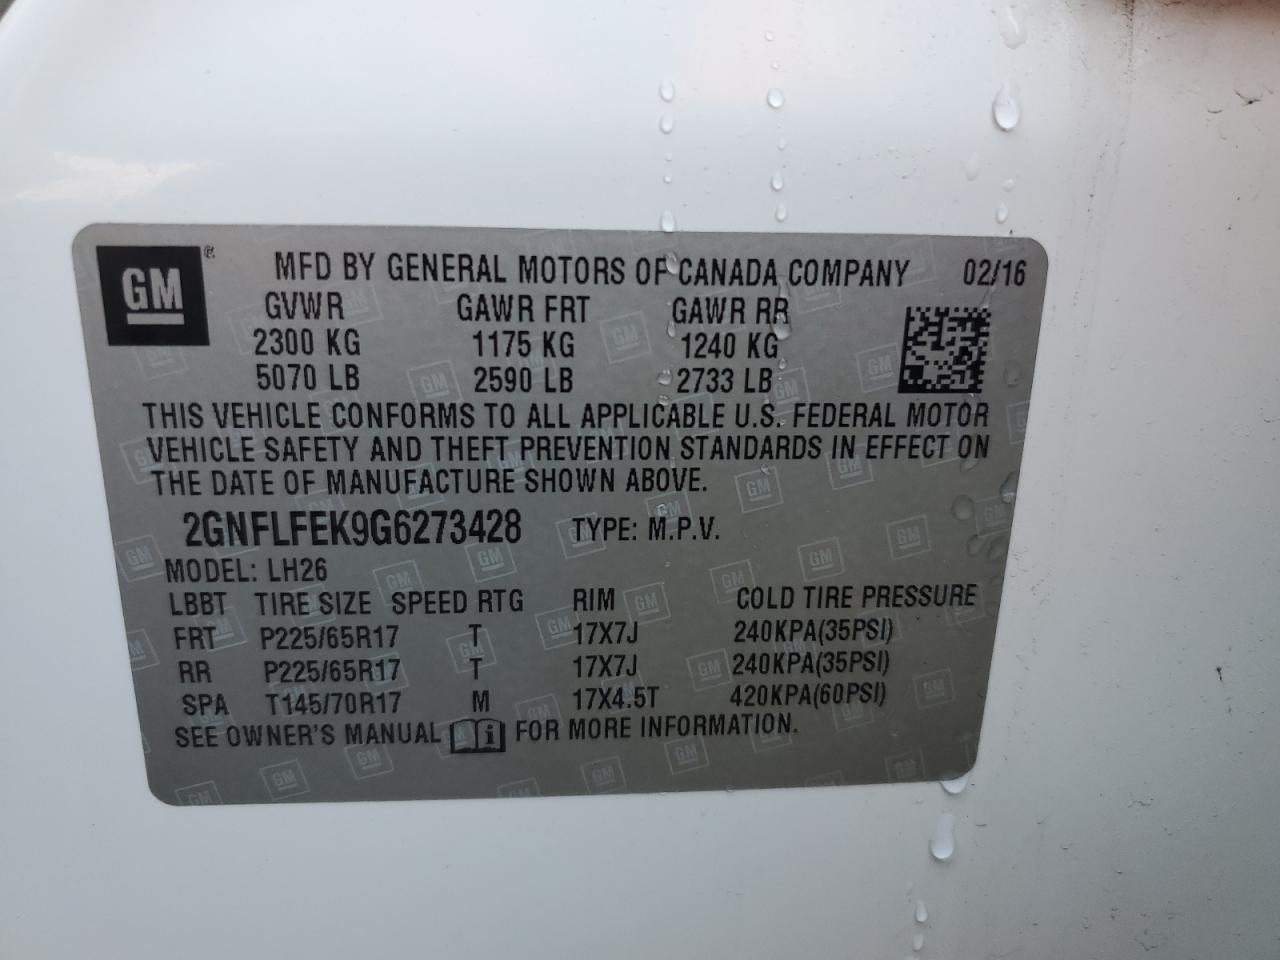 GM
MFD BY GENERAL MOTORS OF CANADA COMPANY 02/16
GVWR GAWR FRT GAWR RR
2300 KG 1175 KG 1240 KG
5070 LB 2590 LB 2733 LB
THIS VEHICLE CONFORMS TO ALL APPLICABLE U.S. FEDERAL MOTOR
VEHICLE SAFETY AND THEFT PREVENTION STANDARDS IN EFFECT ON
THE DATE OF MANUFACTURE SHOWN ABOVE.
2GNFLFEK9G6273428 TYPE: M.P.V.
MODEL: LH26
LBBT TIRE SIZE SPEED RTG RIM COLD TIRE PRESSURE
FRT P225/65R17 T 17X7J 240KPA(35PSI)
RR P225/65R17 T 17X7J 240KPA(35PSI)
SPA T145/70R17 M 17X4.5T 420KPA(60PSI)
SEE OWNER'S MANUAL FOR MORE INFORMATION.